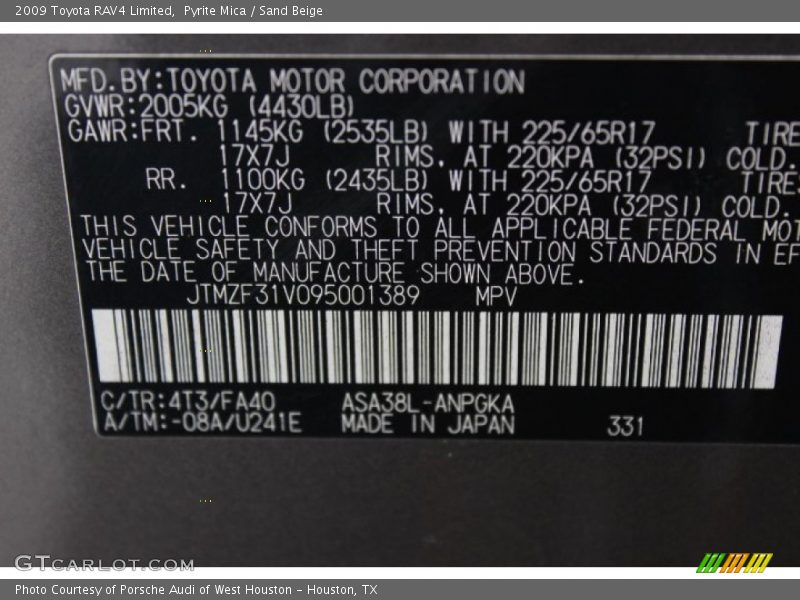 2009 Toyota RAV4 Limited, Pyrite Mica / Sand Beige
MFD.BY:TOYOTA MOTOR CORPORATION
GVWR:2005KG (4430LB)
GAWR:FRT. 1145KG (2535LB) WITH 225/65R17 TIRE
17X7J RIMS. AT 220KPA (32PSI) COLD.
RR. 1100KG (2435LB) WITH 225/65R17 TIRE
17X7J RIMS. AT 220KPA (32PSI) COLD.
THIS VEHICLE CONFORMS TO ALL APPLICABLE FEDERAL MOT
VEHICLE SAFETY AND THEFT PREVENTION STANDARDS IN EF
THE DATE OF MANUFACTURE SHOWN ABOVE.
JTMZF31V095001389 MPV
C/TR:4T3/FA40 ASA38L-ANPGKA
A/TM:-08A/U241E MADE IN JAPAN 331
GTCARLOT.COM
Photo Courtesy of Porsche Audi of West Houston - Houston, TX